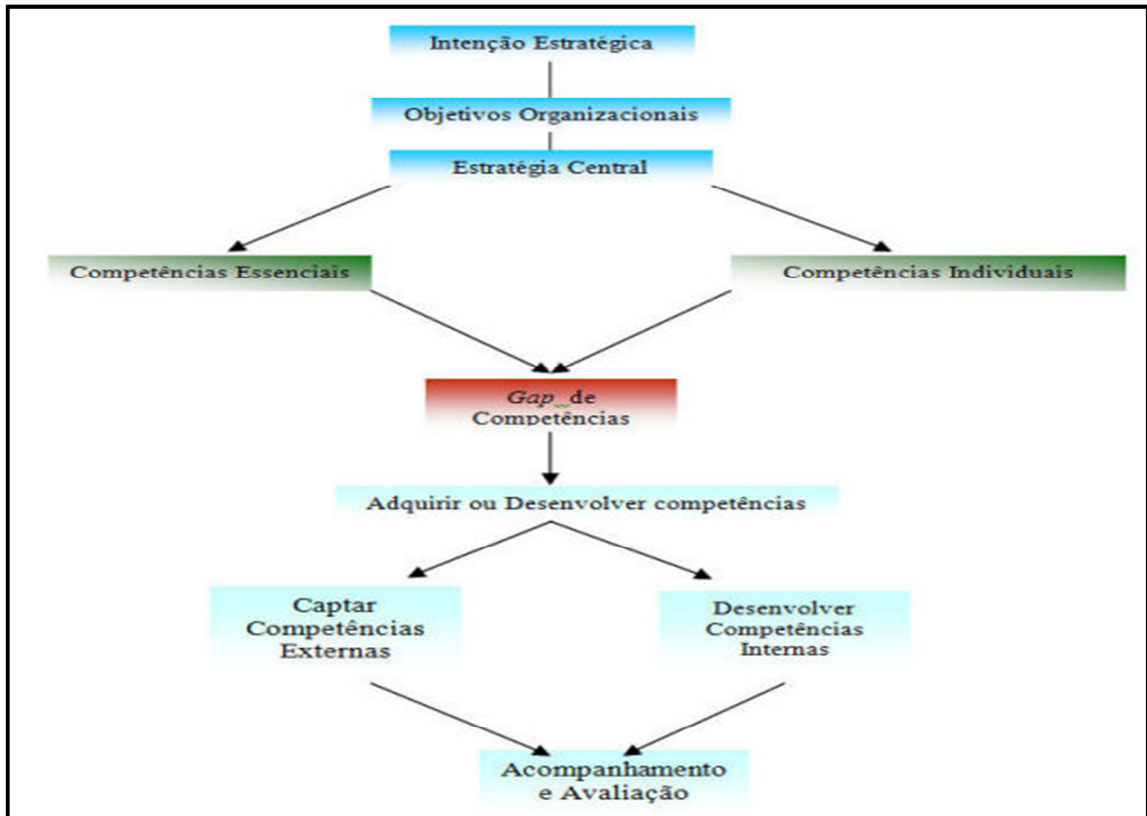 Intenção Estratégica
Objetivos Organizacionais
Estratégia Central
Competências Essenciais
Competências Individuais
Gap de
Competências
Adquirir ou Desenvolver competências
Captar
Competências
Externas
Desenvolver
Competências
Internas
Acompanhamento
e Avaliação